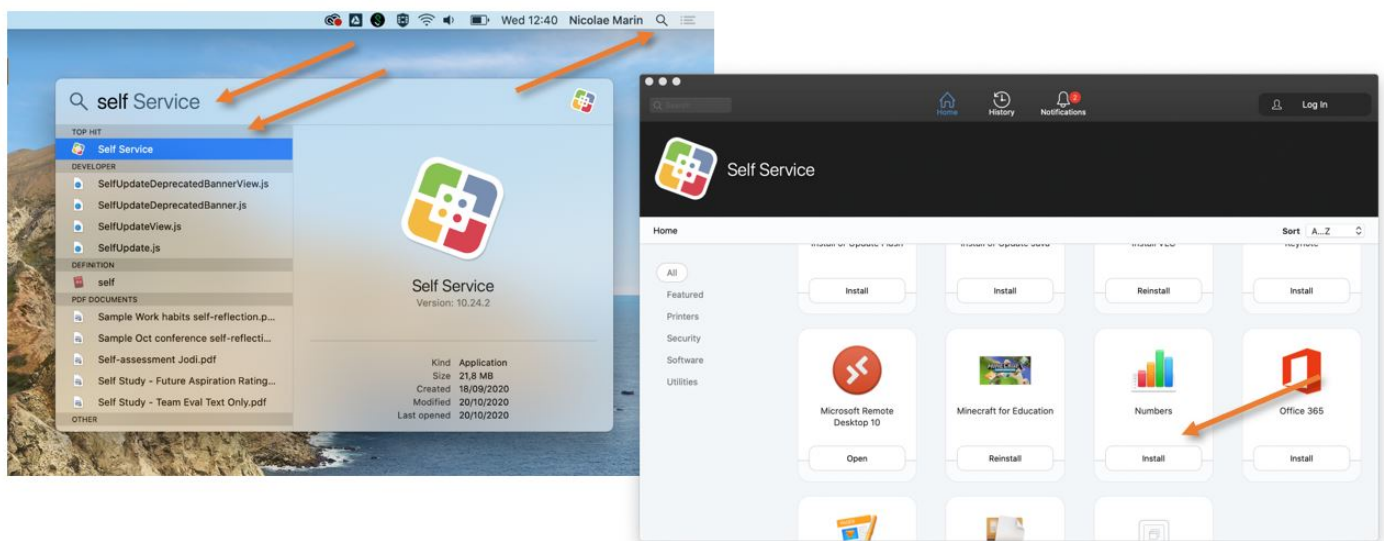 Wed 12:40 Nicolae Marin
self Service
TOP HIT
Self Service
DEVELOPER
SelfUpdateDeprecatedBannerView.js
SelfUpdateDeprecatedBanner.js
SelfUpdateView.js
SelfUpdate.js
DEFINITION
self
PDF DOCUMENTS
Sample Work habits self-reflection.p...
Sample Oct conference self-reflecti...
Self-assessment Jodi.pdf
Self Study - Future Aspiration Rating...
Self Study - Team Eval Text Only.pdf
OTHER
Self Service
Version: 10.24.2
Kind Application
Size 21,8 MB
Created 18/09/2020
Modified 20/10/2020
Last opened 20/10/2020
Search
Home
History
2
Notifications
Log In
Self Service
Home
Sort A...Z
All
Featured
Printers
Security
Software
Utilities
Install Install Reinstall Install
Microsoft Remote
Desktop 10
Minecraft for Education
Numbers
Office 365
Open Reinstall Install Install